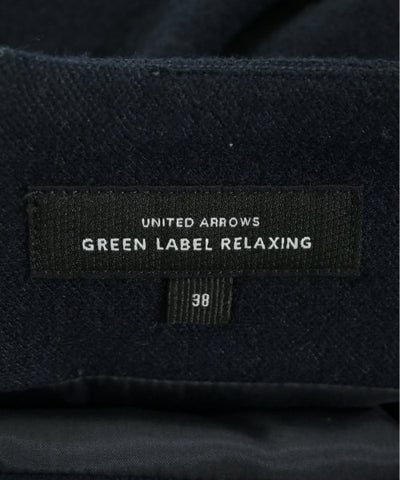 UNITED ARROWS
GREEN LABEL RELAXING
38